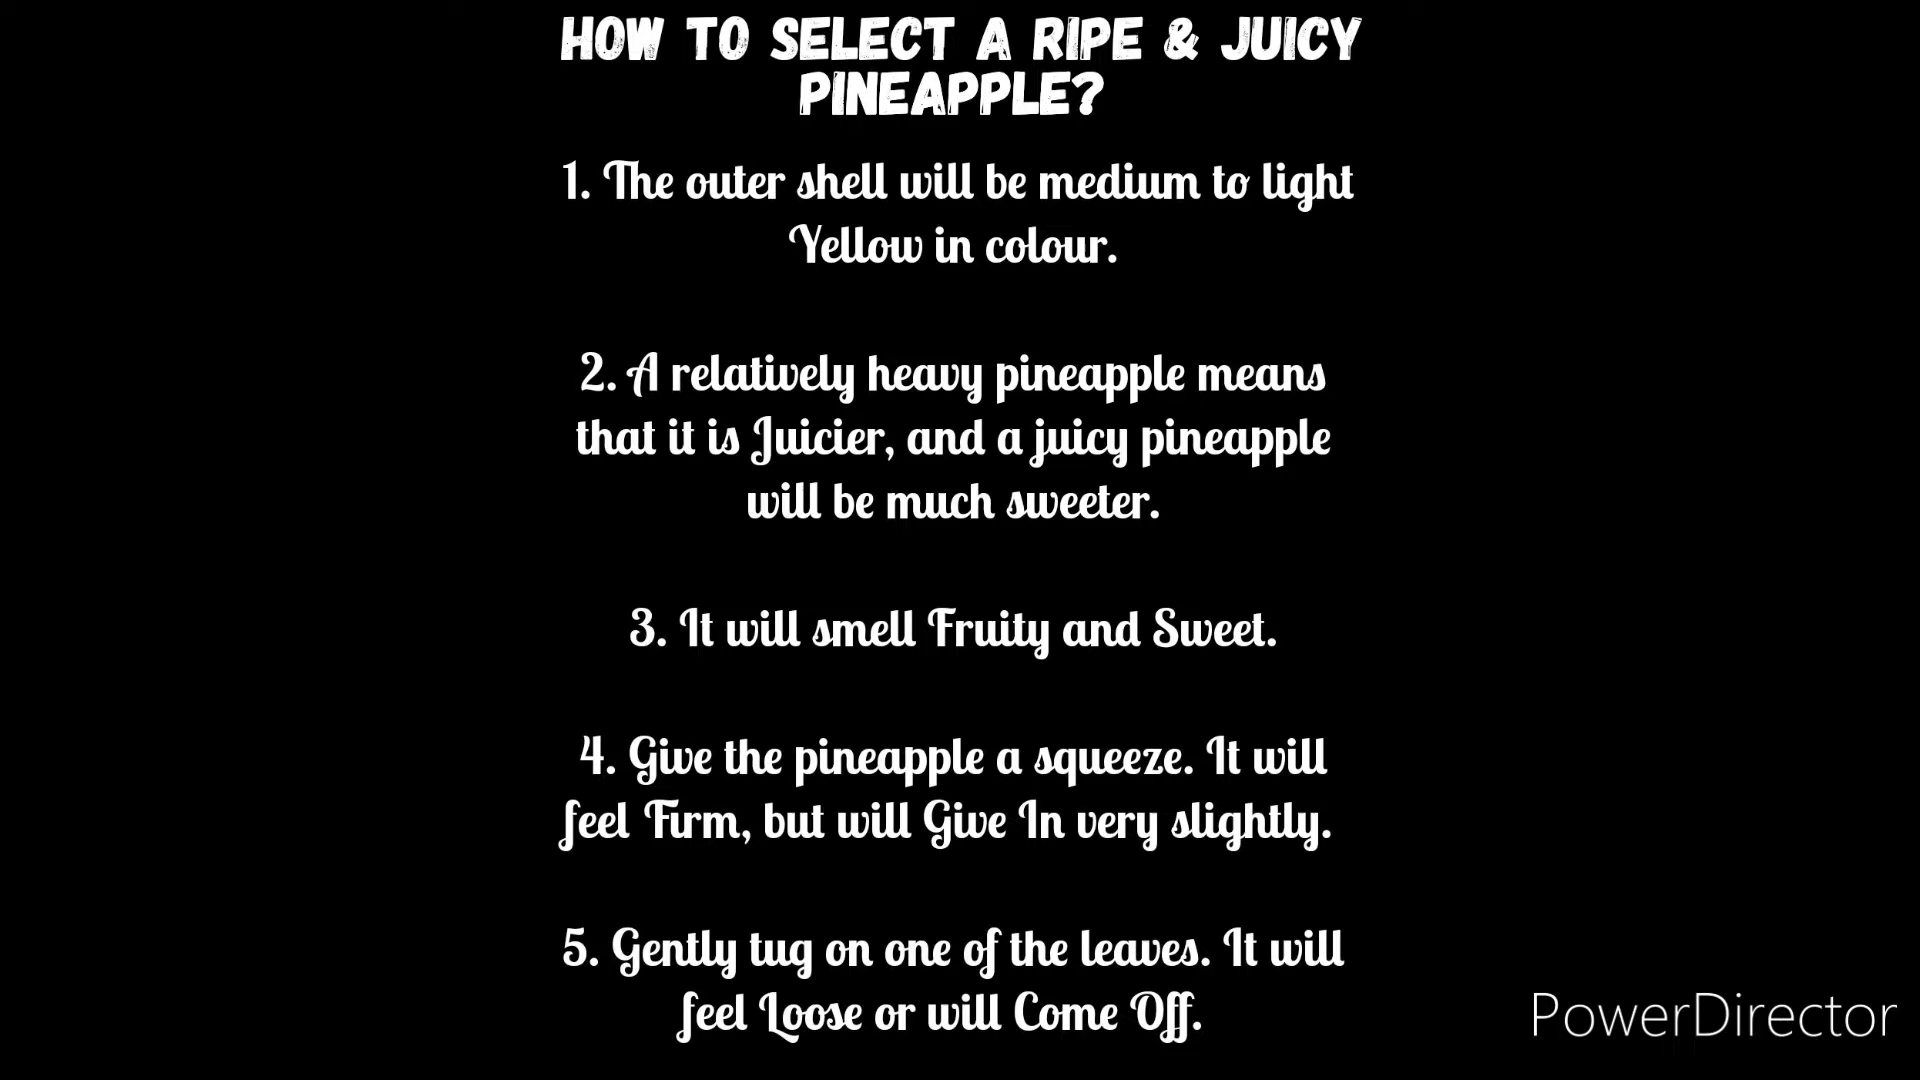 HOW TO SELECT A RIPE & JUICY
PINEAPPLE?
1. The outer shell will be medium to light
Yellow in colour.
2. A relatively heavy pineapple means
that it is Juicier, and a juicy pineapple
will be much sweeter.
3. It will smell Fruity and Sweet.
4. Give the pineapple a squeeze. It will
feel Firm, but will Give In very slightly.
5. Gently tug on one of the leaves. It will
feel Loose or will Come Off.
PowerDirector